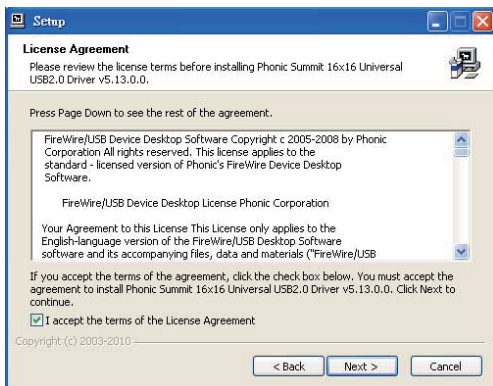 Setup
License Agreement
Please review the license terms before installing Phonic Summit 16x16 Universal
USB2.0 Driver v5.13.0.0.
Press Page Down to see the rest of the agreement.
FireWire/USB Device Desktop Software Copyright c 2005-2008 by Phonic
Corporation All rights reserved. This license applies to the
standard - licensed version of Phonic's FireWire Device Desktop
Software.
FireWire/USB Device Desktop License Phonic Corporation
Your Agreement to this License This License only applies to the
English-language version of the FireWire/USB Desktop Software
software and its accompanying files, data and materials ("FireWire/USB
If you accept the terms of the agreement, click the check box below. You must accept the
agreement to install Phonic Summit 16x16 Universal USB2.0 Driver v5.13.0.0. Click Next to
continue.
I accept the terms of the License Agreement
Copyright (c) 2003-2010
< Back Next > Cancel